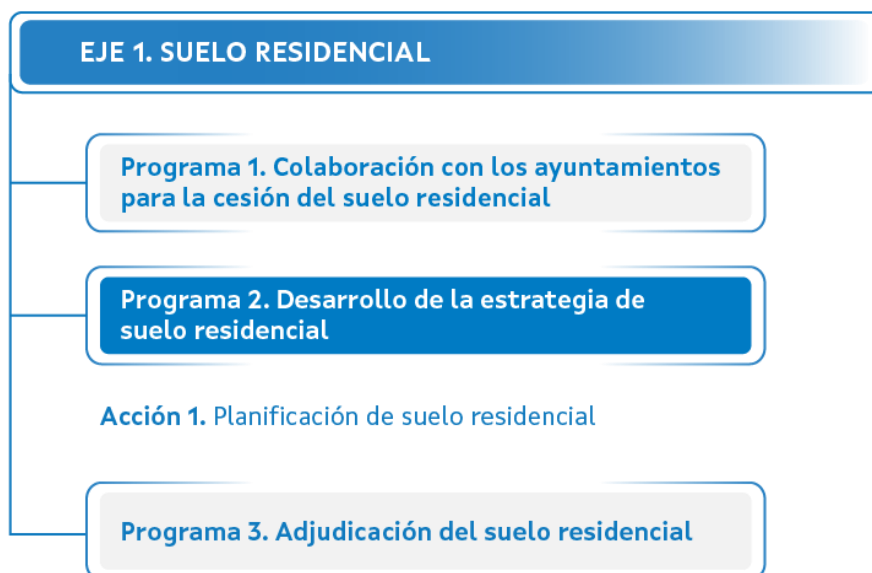 EJE 1. SUELO RESIDENCIAL
Programa 1. Colaboración con los ayuntamientos
para la cesión del suelo residencial
Programa 2. Desarrollo de la estrategia de
suelo residencial
Acción 1. Planificación de suelo residencial
Programa 3. Adjudicación del suelo residencial